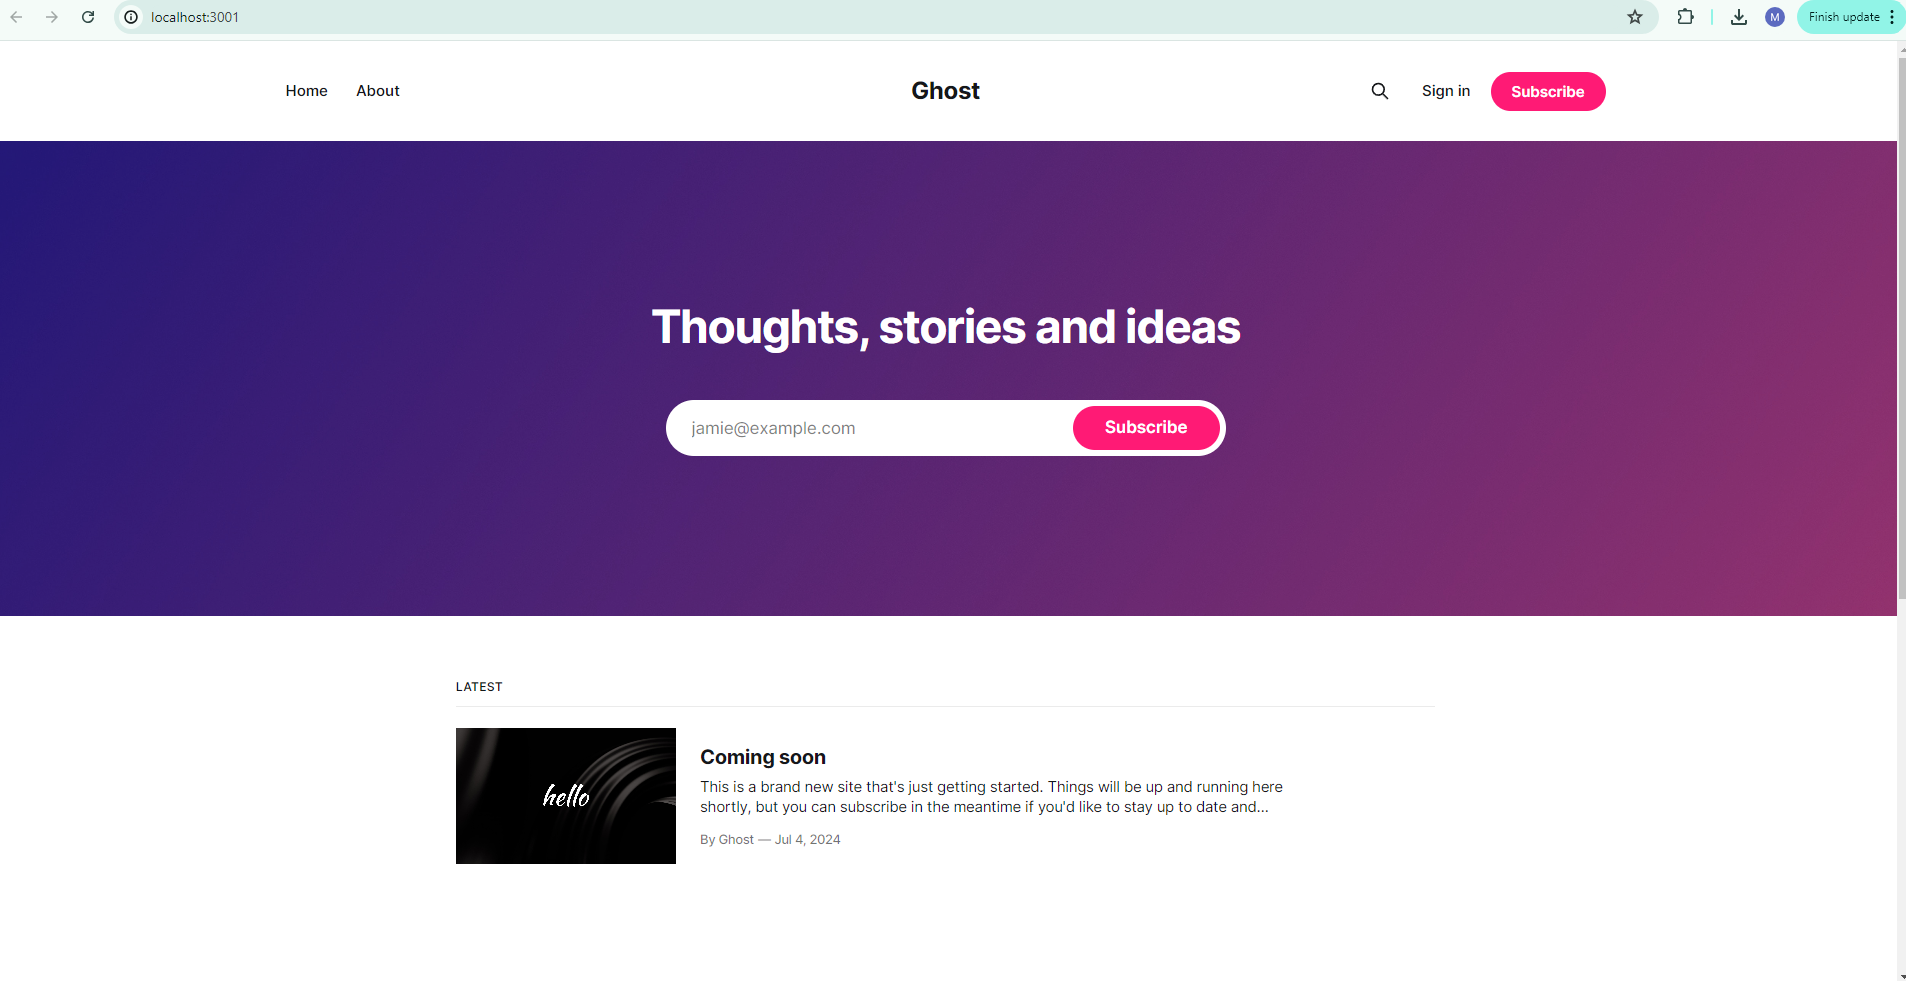 localhost:3001
M
Finish update
Home About
Ghost
Sign in
Subscribe
Thoughts, stories and ideas
jamie@example.com
Subscribe
LATEST
hello
Coming soon
This is a brand new site that's just getting started. Things will be up and running here
shortly, but you can subscribe in the meantime if you'd like to stay up to date and...
By Ghost — Jul 4, 2024